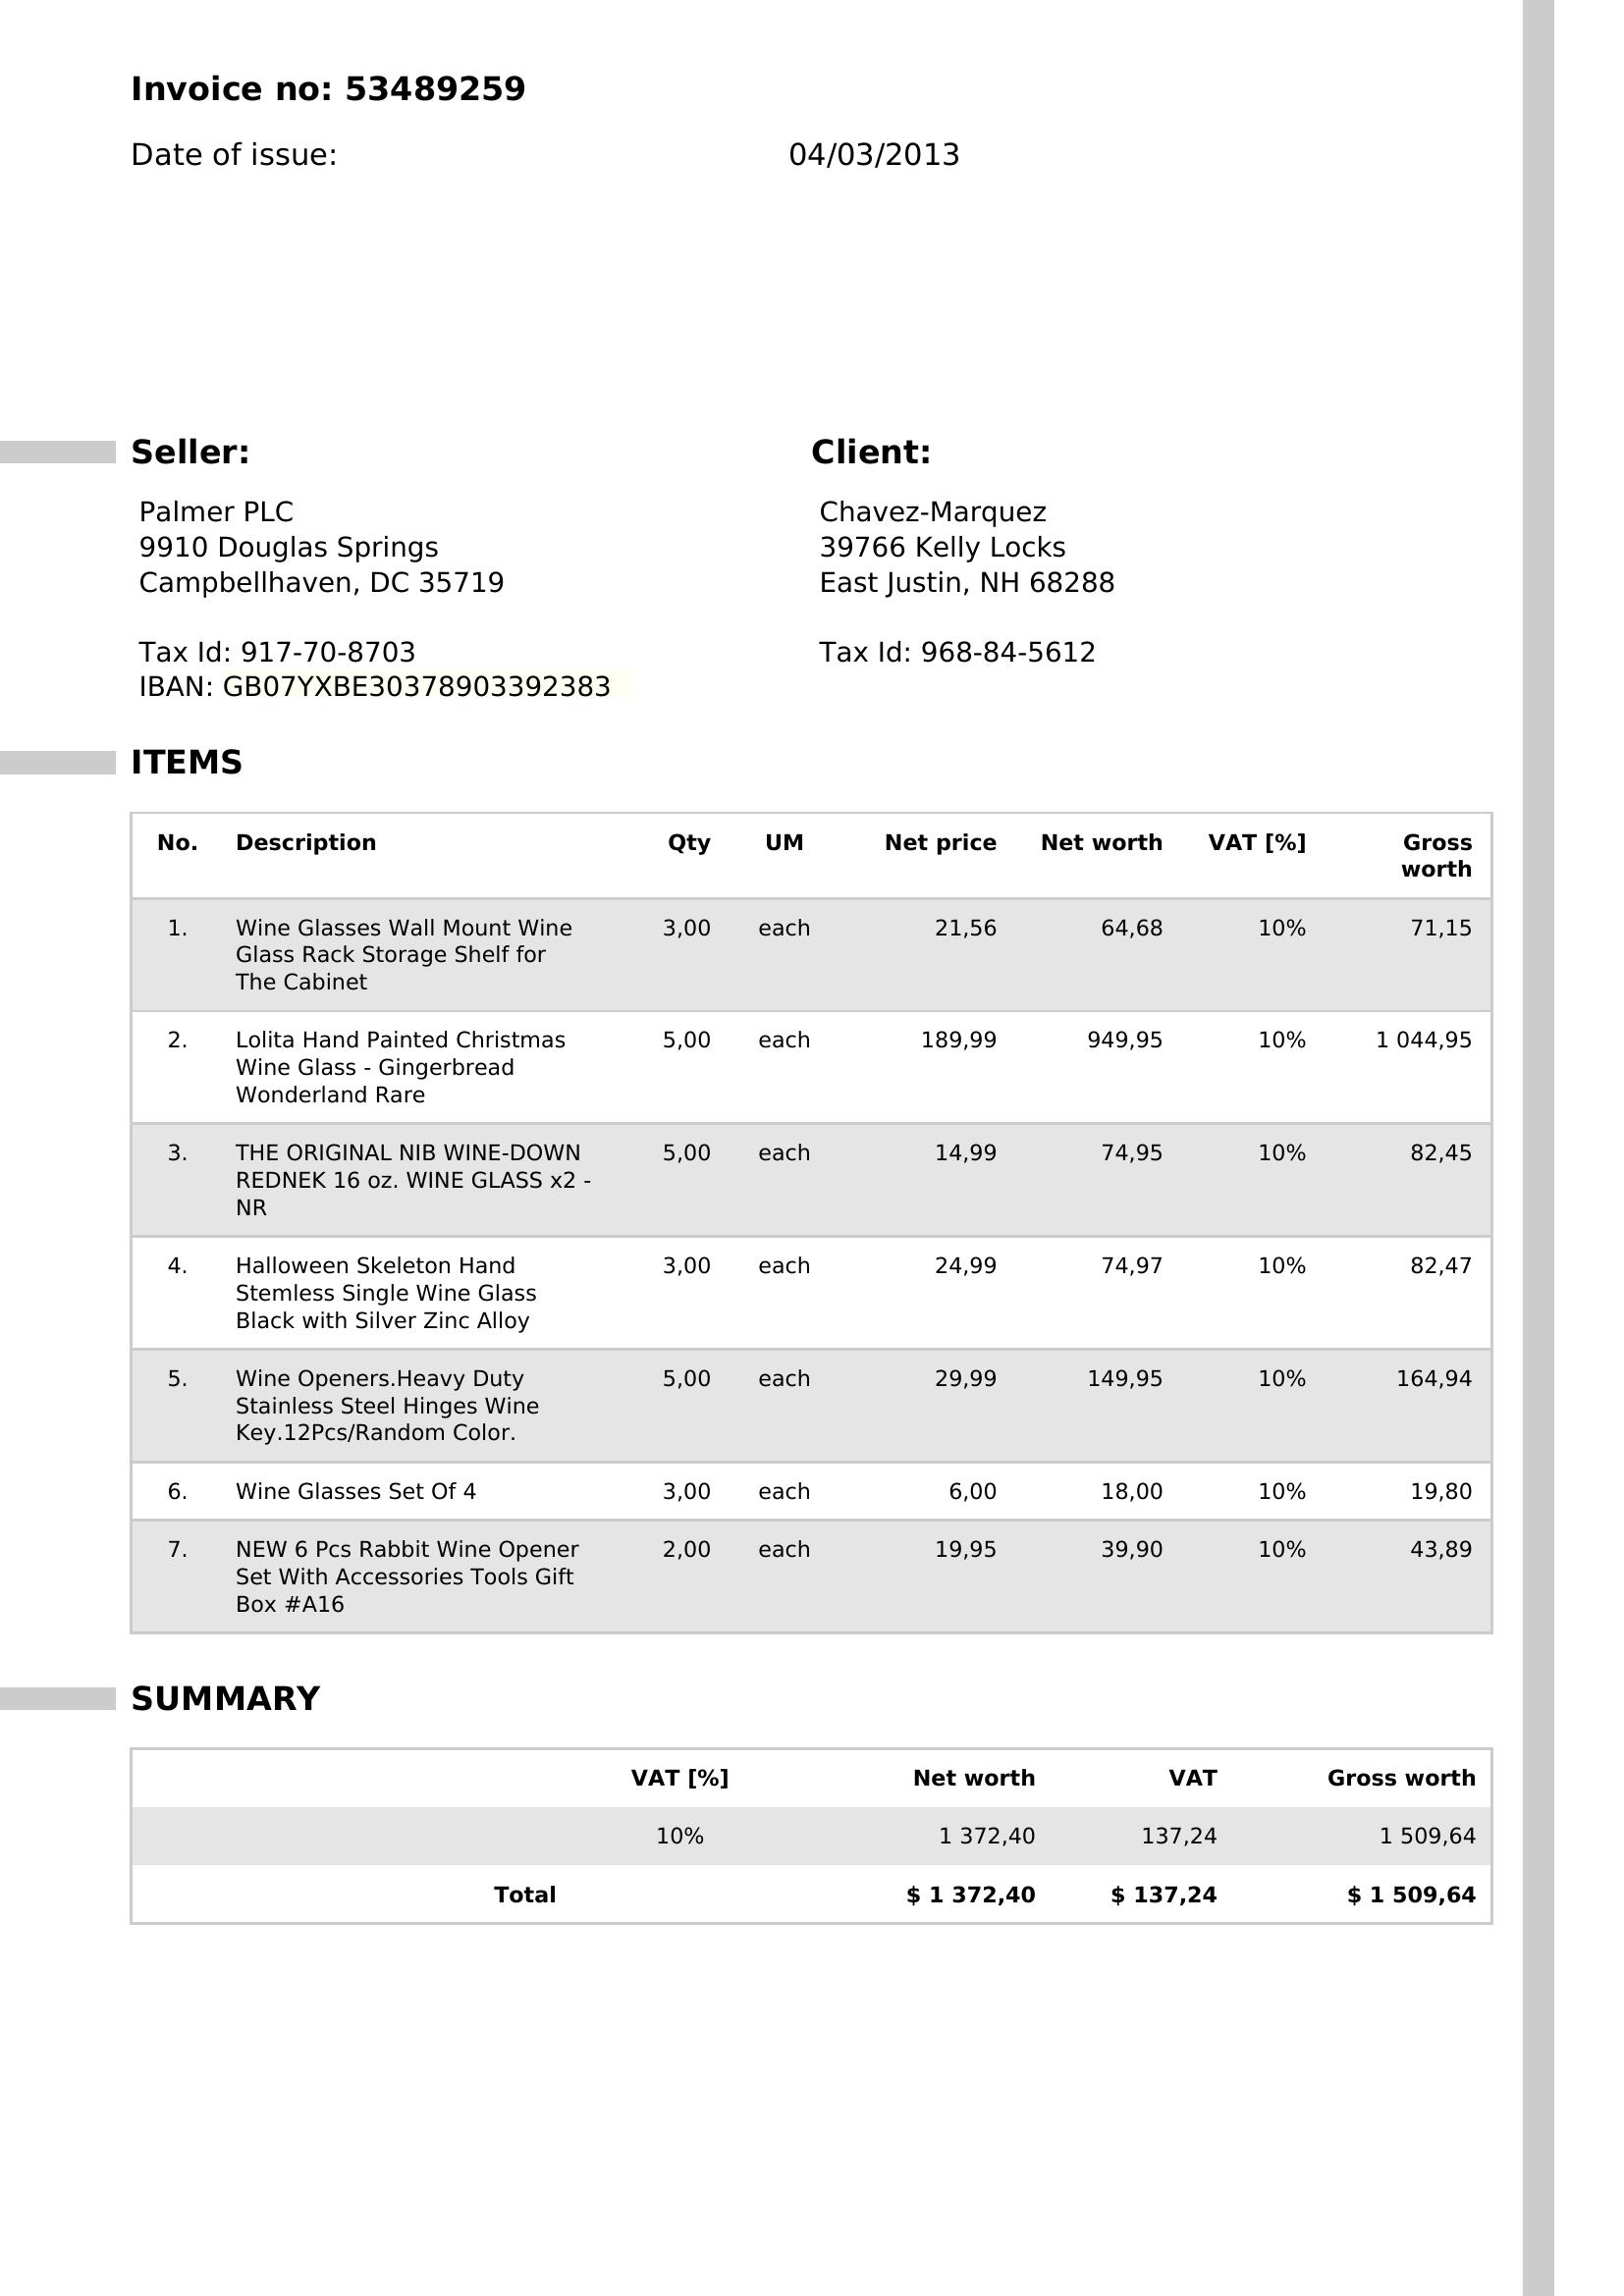 Invoice no: 53489259
Date of issue: 04/03/2013
Seller: Client:
Palmer PLC
9910 Douglas Springs
Campbellhaven, DC 35719
Tax Id: 917-70-8703
IBAN: GB07YXBE30378903392383
Chavez-Marquez
39766 Kelly Locks
East Justin, NH 68288
Tax Id: 968-84-5612
ITEMS
No. Description Qty UM Net price Net worth VAT [%] Gross
worth
1. Wine Glasses Wall Mount Wine 3,00 each 21,56 64,68 10% 71,15
Glass Rack Storage Shelf for
The Cabinet
2. Lolita Hand Painted Christmas 5,00 each 189,99 949,95 10% 1 044,95
Wine Glass - Gingerbread
Wonderland Rare
3. THE ORIGINAL NIB WINE-DOWN 5,00 each 14,99 74,95 10% 82,45
REDNEK 16 oz. WINE GLASS x2 -
NR
4. Halloween Skeleton Hand 3,00 each 24,99 74,97 10% 82,47
Stemless Single Wine Glass
Black with Silver Zinc Alloy
5. Wine Openers.Heavy Duty 5,00 each 29,99 149,95 10% 164,94
Stainless Steel Hinges Wine
Key.12Pcs/Random Color.
6. Wine Glasses Set Of 4 3,00 each 6,00 18,00 10% 19,80
7. NEW 6 Pcs Rabbit Wine Opener 2,00 each 19,95 39,90 10% 43,89
Set With Accessories Tools Gift
Box #A16
SUMMARY
VAT [%] Net worth VAT Gross worth
10% 1 372,40 137,24 1 509,64
Total $ 1 372,40 $ 137,24 $ 1 509,64